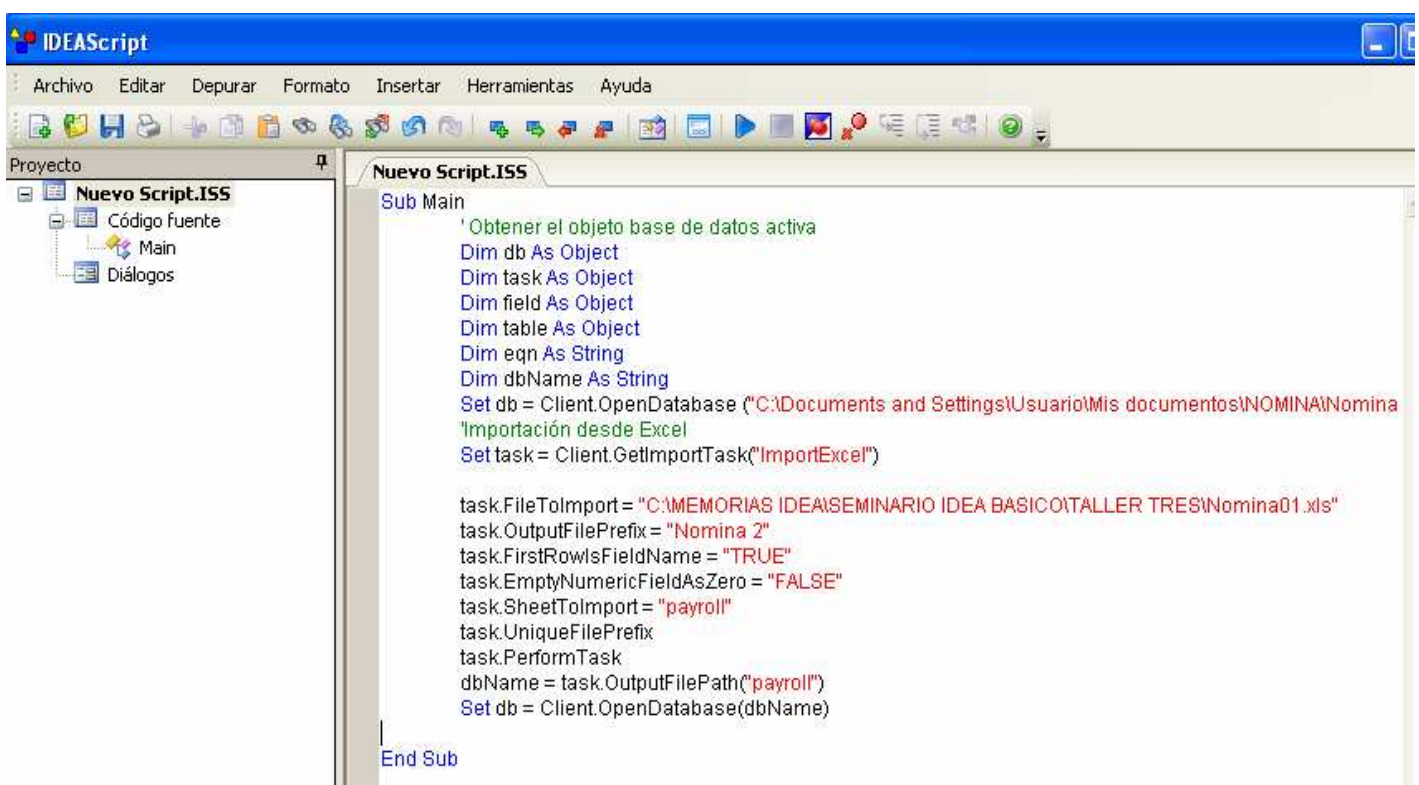 IDEAScript
Archivo Editar Depurar Formato Insertar Herramientas Ayuda
Proyecto
Nuevo Script.ISS
Código fuente
Main
Diálogos
Nuevo Script.ISS
Sub Main
' Obtener el objeto base de datos activa
Dim db As Object
Dim task As Object
Dim field As Object
Dim table As Object
Dim eqn As String
Dim dbName As String
Set db = Client.OpenDatabase ("C:\Documents and Settings\Usuario\Mis documentos\NOMINA\Nomina
'Importación desde Excel
Set task = Client.GetImportTask("ImportExcel")
task.FileToImport = "C:\MEMORIAS IDEA\SEMINARIO IDEA BASICO\TALLER TRES\Nomina01.xls"
task.OutputFilePrefix = "Nomina 2"
task.FirstRowIsFieldName = "TRUE"
task.EmptyNumericFieldAsZero = "FALSE"
task.SheetToImport = "payroll"
task.UniqueFilePrefix
task.PerformTask
dbName = task.OutputFilePath("payroll")
Set db = Client.OpenDatabase(dbName)
End Sub